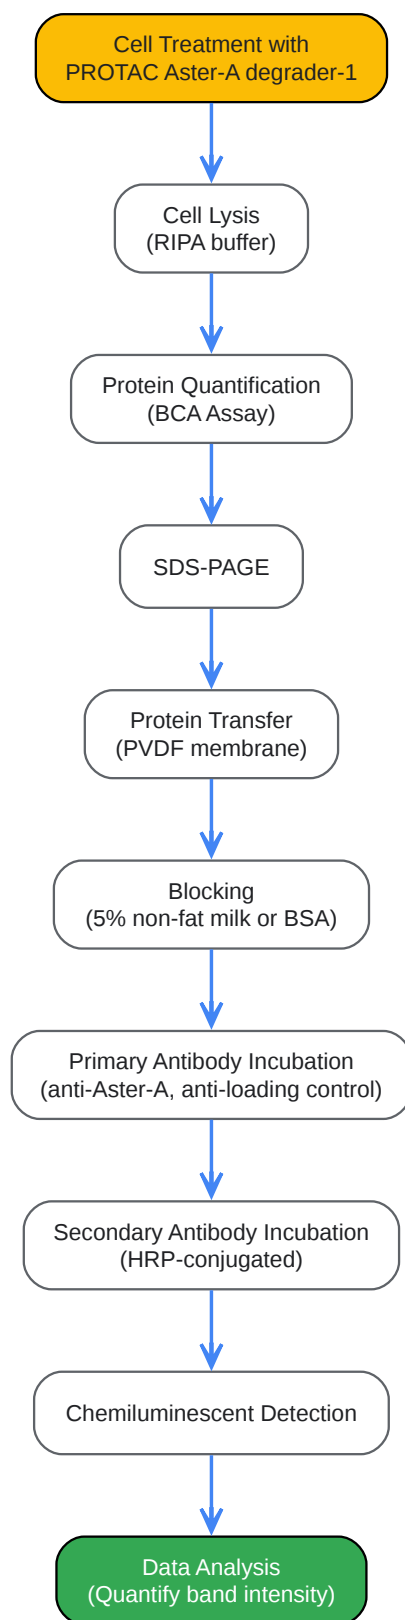 Cell Treatment with
PROTAC Aster-A degrader-1
Cell Lysis
(RIPA buffer)
Protein Quantification
(BCA Assay)
SDS-PAGE
Protein Transfer
(PVDF membrane)
Blocking
(5% non-fat milk or BSA)
Primary Antibody Incubation
(anti-Aster-A, anti-loading control)
Secondary Antibody Incubation
(HRP-conjugated)
Chemiluminescent Detection
Data Analysis
(Quantify band intensity)